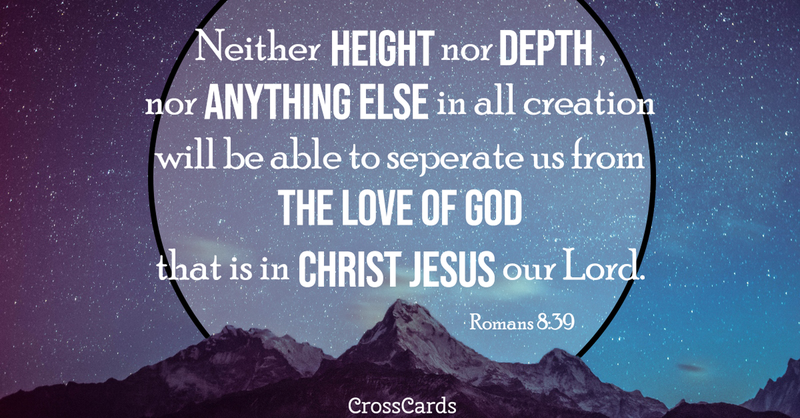 Neither HEIGHT nor DEPTH,
nor ANYTHING ELSE in all creation
will be able to seperate us from
THE LOVE OF GOD
that is in CHRIST JESUS our Lord.
Romans 8:39
CrossCards